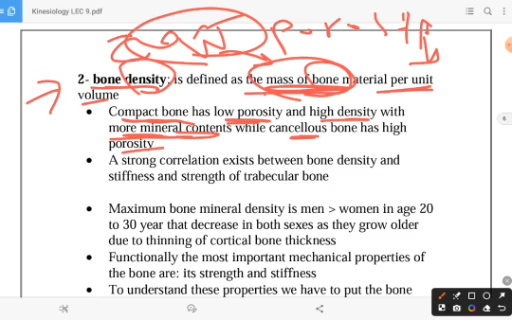 Kinesiology LEC 9.pdf
2- bone density: is defined as the mass of bone material per unit
volume
Compact bone has low porosity and high density with
more mineral contents while cancellous bone has high
porosity
A strong correlation exists between bone density and
stiffness and strength of trabecular bone
Maximum bone mineral density is men > women in age 20
to 30 year that decrease in both sexes as they grow older
due to thinning of cortical bone thickness
Functionally the most important mechanical properties of
the bone are: its strength and stiffness
To understand these properties we have to put the bone